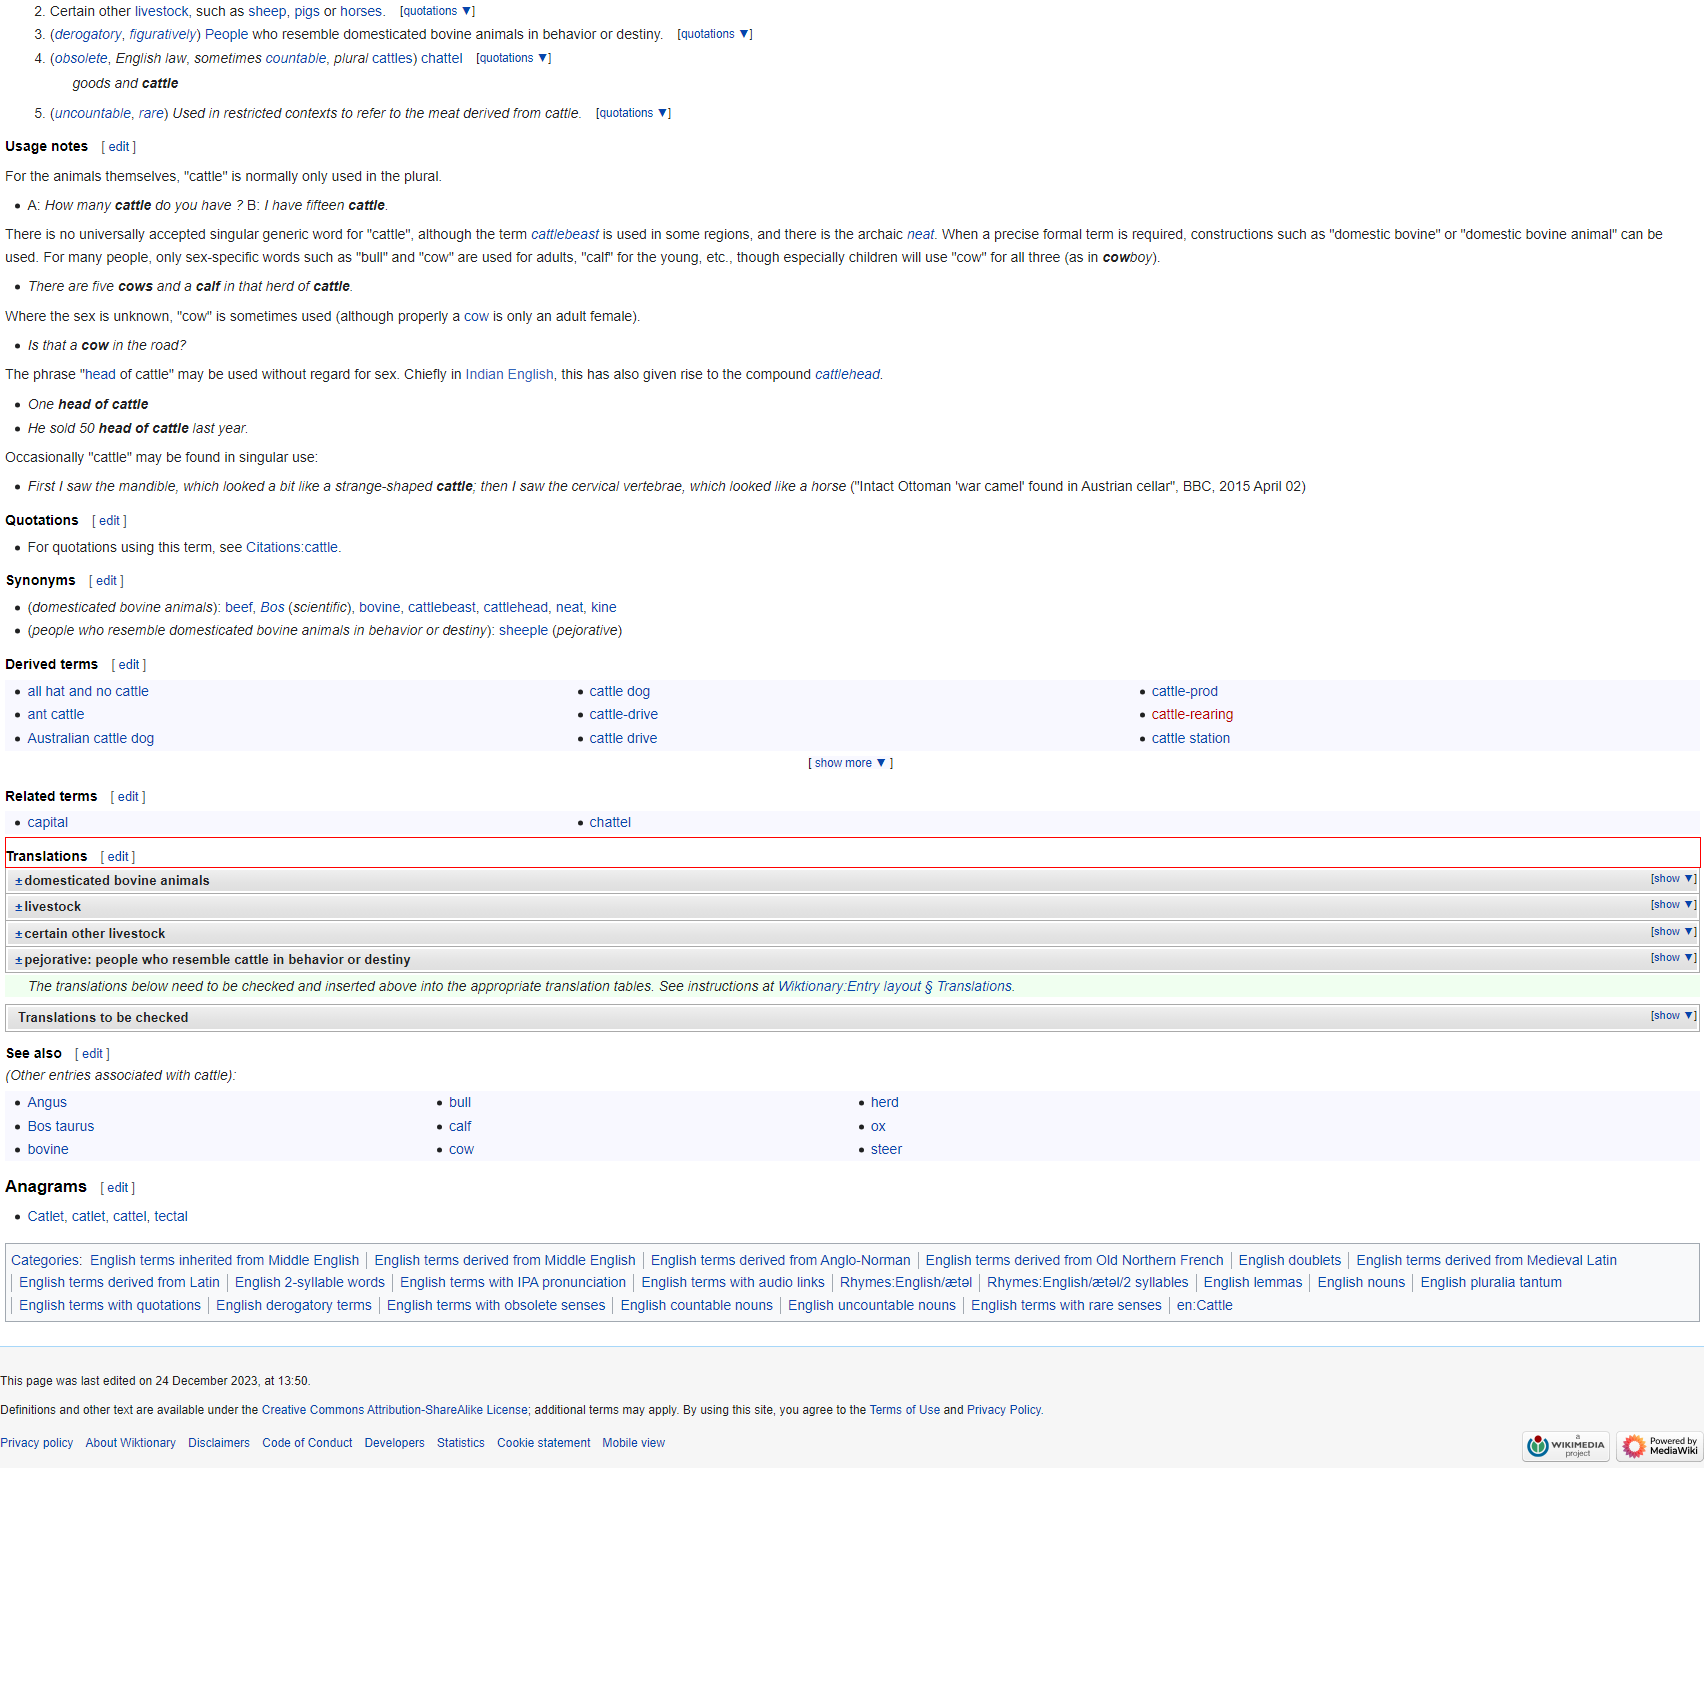 2. Certain other livestock, such as sheep, pigs or horses. [quotations ▼]
3. (derogatory, figuratively) People who resemble domesticated bovine animals in behavior or destiny. [quotations ▼]
4. (obsolete, English law, sometimes countable, plural cattles) chattel [quotations ▼]
goods and cattle
5. (uncountable, rare) Used in restricted contexts to refer to the meat derived from cattle. [quotations ▼]
Usage notes [ edit ]
For the animals themselves, "cattle" is normally only used in the plural.
• A: How many cattle do you have ? B: I have fifteen cattle.
There is no universally accepted singular generic word for "cattle", although the term cattlebeast is used in some regions, and there is the archaic neat. When a precise formal term is required, constructions such as "domestic bovine" or "domestic bovine animal" can be
used. For many people, only sex-specific words such as "bull" and "cow" are used for adults, "calf" for the young, etc., though especially children will use "cow" for all three (as in cowboy).
• There are five cows and a calf in that herd of cattle.
Where the sex is unknown, "cow" is sometimes used (although properly a cow is only an adult female).
• Is that a cow in the road?
The phrase "head of cattle" may be used without regard for sex. Chiefly in Indian English, this has also given rise to the compound cattlehead.
• One head of cattle
• He sold 50 head of cattle last year.
Occasionally "cattle" may be found in singular use:
• First I saw the mandible, which looked a bit like a strange-shaped cattle; then I saw the cervical vertebrae, which looked like a horse ("Intact Ottoman 'war camel' found in Austrian cellar", BBC, 2015 April 02)
Quotations [ edit ]
• For quotations using this term, see Citations:cattle.
Synonyms [ edit ]
• (domesticated bovine animals): beef, Bos (scientific), bovine, cattlebeast, cattlehead, neat, kine
• (people who resemble domesticated bovine animals in behavior or destiny): sheeple (pejorative)
Derived terms [ edit ]
• all hat and no cattle
• ant cattle
• Australian cattle dog
• cattle dog
• cattle-drive
• cattle drive
• cattle-prod
• cattle-rearing
• cattle station
[ show more ▼ ]
Related terms [ edit ]
• capital
• chattel
Translations [ edit ]
±domesticated bovine animals [show ▼]
±livestock [show ▼]
±certain other livestock [show ▼]
±pejorative: people who resemble cattle in behavior or destiny [show ▼]
The translations below need to be checked and inserted above into the appropriate translation tables. See instructions at Wiktionary:Entry layout § Translations.
Translations to be checked [show ▼]
See also [ edit ]
(Other entries associated with cattle):
• Angus
• Bos taurus
• bovine
• bull
• calf
• cow
• herd
• ox
• steer
Anagrams [ edit ]
• Catlet, catlet, cattel, tectal
Categories: English terms inherited from Middle English | English terms derived from Middle English | English terms derived from Anglo-Norman | English terms derived from Old Northern French | English doublets | English terms derived from Medieval Latin
| English terms derived from Latin | English 2-syllable words | English terms with IPA pronunciation | English terms with audio links | Rhymes:English/ætəl | Rhymes:English/ætəl/2 syllables | English lemmas | English nouns | English pluralia tantum
| English terms with quotations | English derogatory terms | English terms with obsolete senses | English countable nouns | English uncountable nouns | English terms with rare senses | en:Cattle
This page was last edited on 24 December 2023, at 13:50.
Definitions and other text are available under the Creative Commons Attribution-ShareAlike License; additional terms may apply. By using this site, you agree to the Terms of Use and Privacy Policy.
Privacy policy About Wiktionary Disclaimers Code of Conduct Developers Statistics Cookie statement Mobile view
a
WIKIMEDIA
project
Powered by
MediaWiki